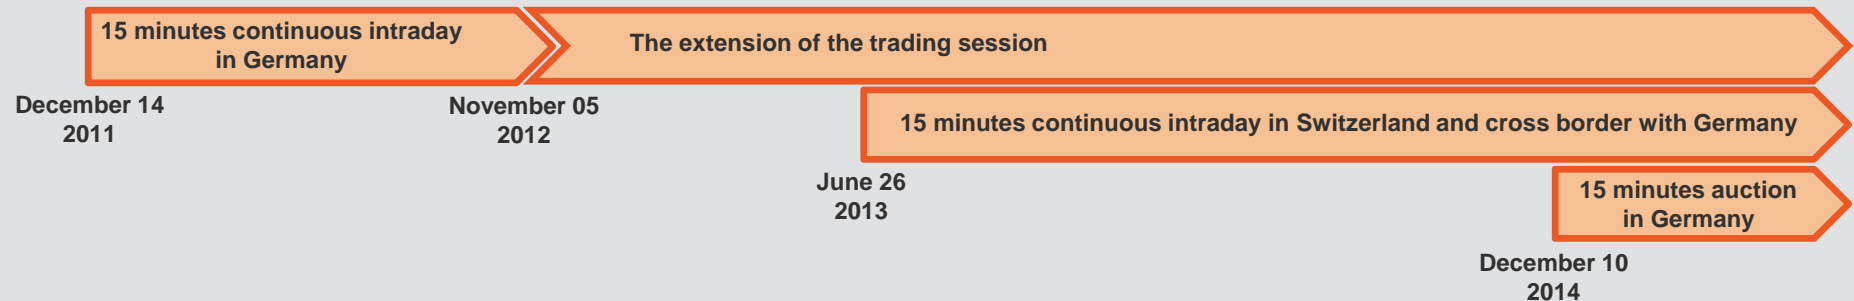 15 minutes continuous intraday
in Germany
The extension of the trading session
December 14
2011
November 05
2012
15 minutes continuous intraday in Switzerland and cross border with Germany
June 26
2013
15 minutes auction
in Germany
December 10
2014